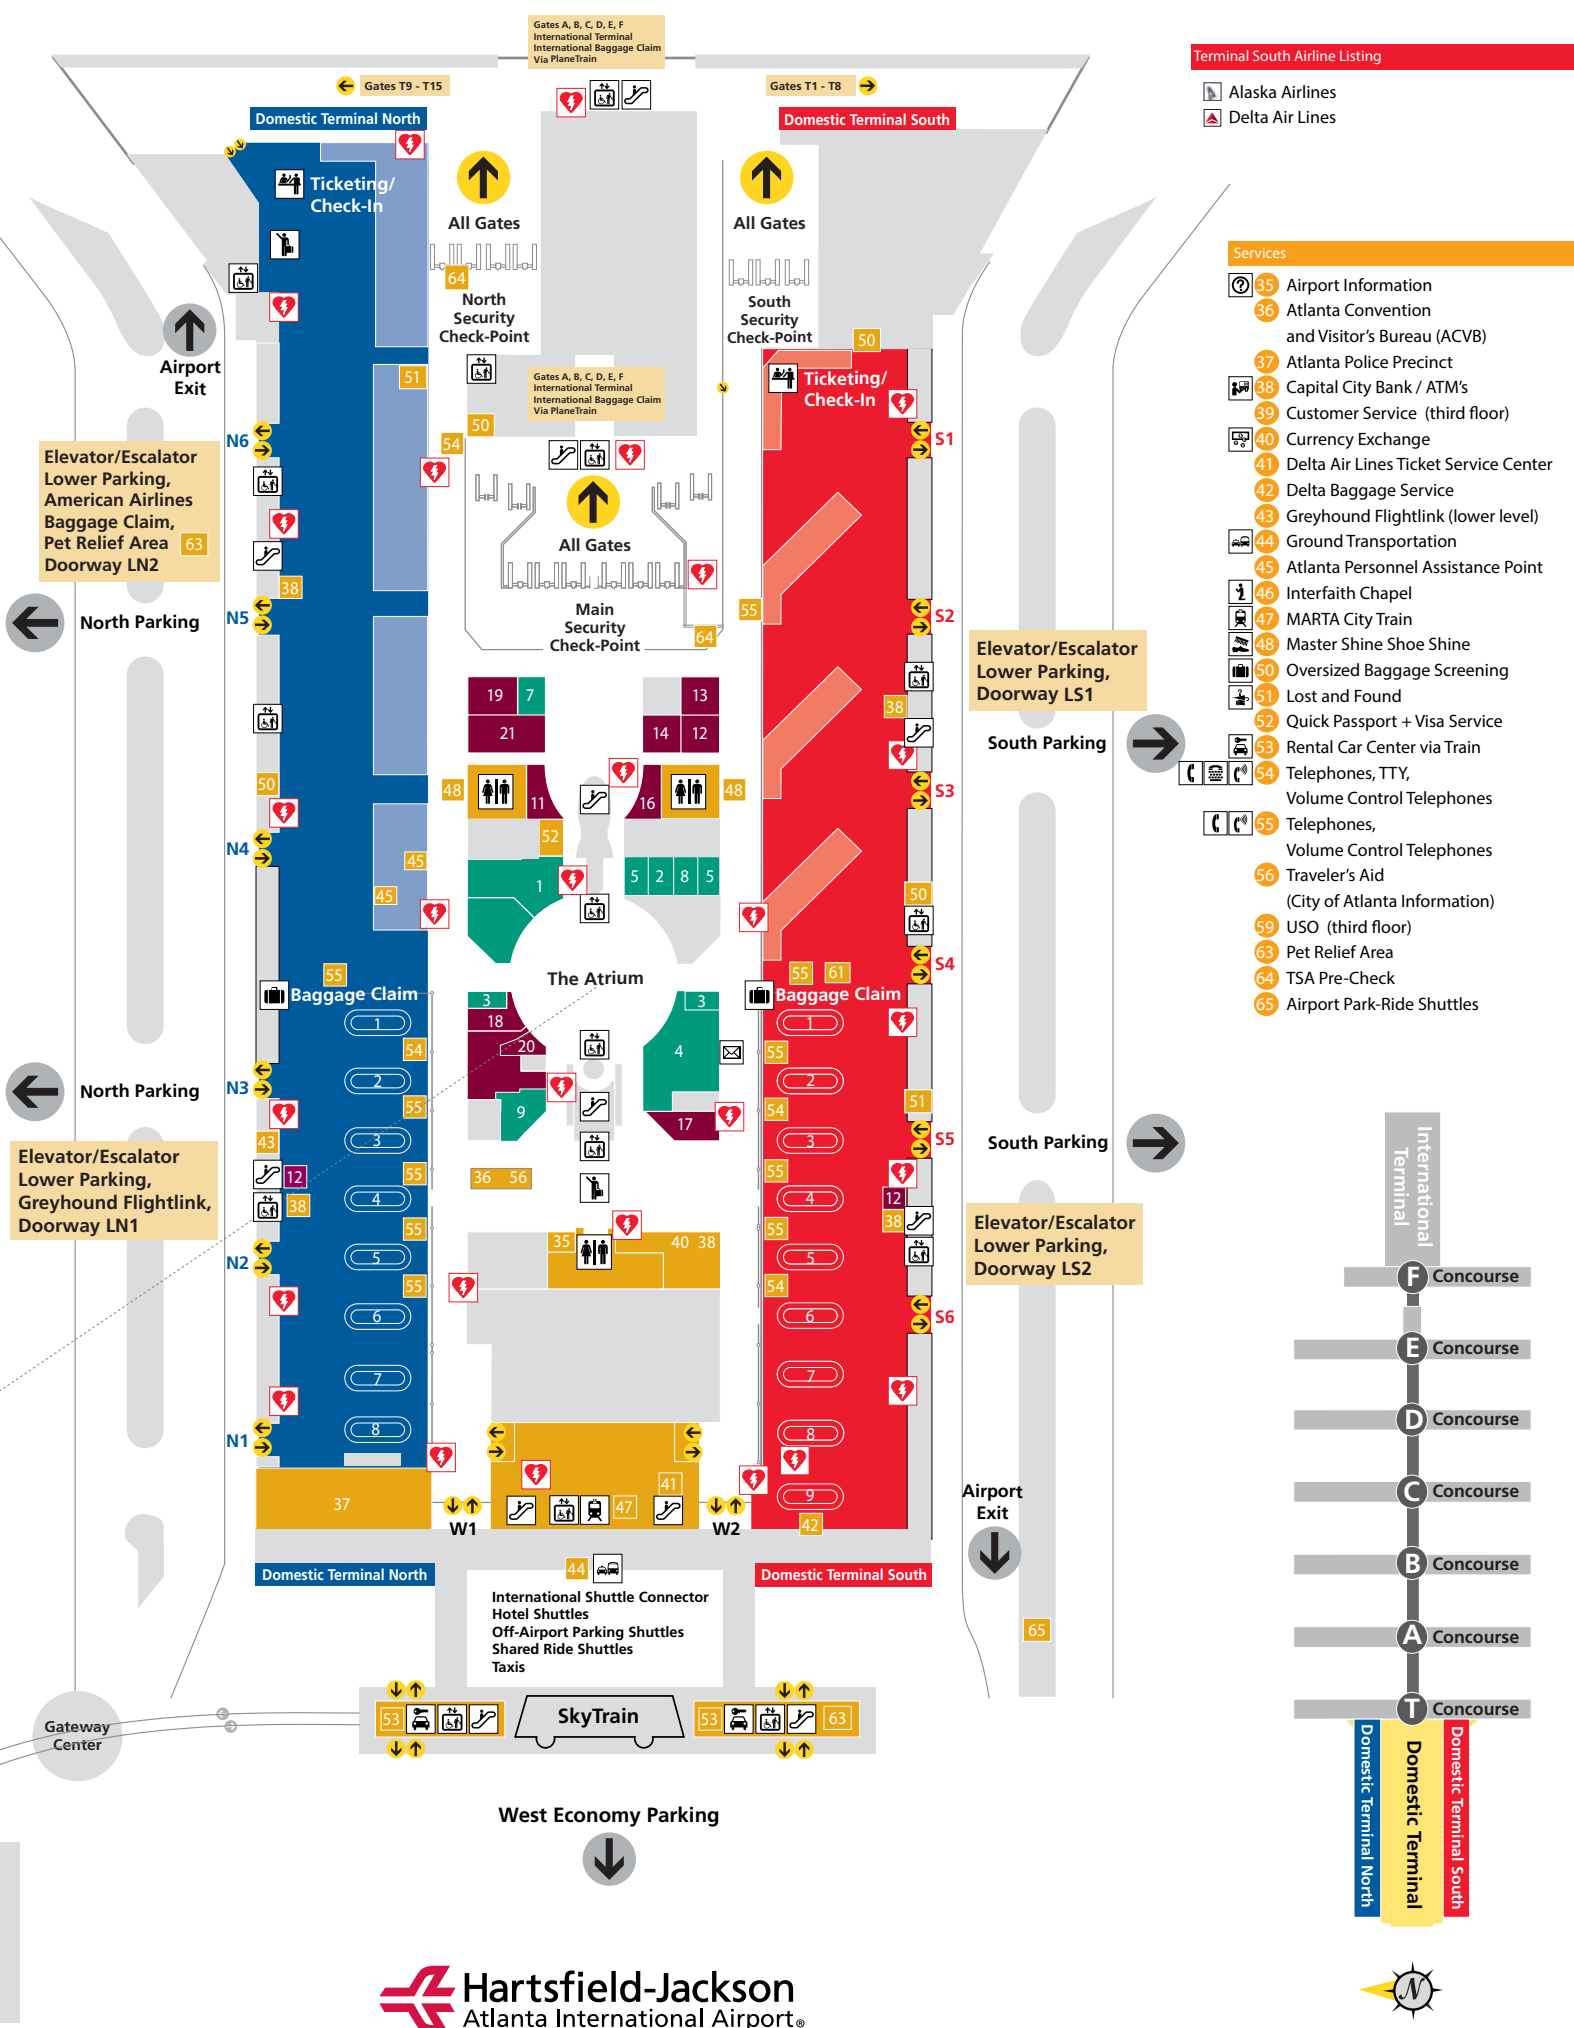 Gates A, B, C, D, E, F
International Terminal
International Baggage Claim
Via PlaneTrain
Gates T9 - T15
Gates T1 - T8
Domestic Terminal North
Domestic Terminal South
Ticketing/
Check-In
All Gates
All Gates
64
North
Security
Check-Point
South
Security
Check-Point
50
Airport
Exit
51
Gates A, B, C, D, E, F
International Terminal
International Baggage Claim
Via PlaneTrain
Ticketing/
Check-In
50
54
N6
S1
Elevator/Escalator
Lower Parking,
American Airlines
Baggage Claim,
Pet Relief Area 63
Doorway LN2
All Gates
38
N5
North Parking
Main
Security
Check-Point
64
55
S2
Elevator/Escalator
Lower Parking,
Doorway LS1
38
19
7
13
21
14
12
South Parking
50
48
11
16
48
S3
52
N4
45
45
1
5
2
8
5
50
The Atrium
55
Baggage Claim
55
61
Baggage Claim
S4
3
3
18
20
4
1
54
2
55
3
55
4
55
5
55
6
7
8
1
55
2
54
3
55
4
55
5
54
6
7
8
9
North Parking
N3
9
17
51
S5
South Parking
43
Elevator/Escalator
Lower Parking,
Greyhound Flightlink,
Doorway LN1
12
38
36
56
12
38
Elevator/Escalator
Lower Parking,
Doorway LS2
N2
35
40
38
S6
N1
37
41
47
42
W1
W2
Airport
Exit
Domestic Terminal North
Domestic Terminal South
44
International Shuttle Connector
Hotel Shuttles
Off-Airport Parking Shuttles
Shared Ride Shuttles
Taxis
65
53
SkyTrain
53
63
Gateway
Center
West Economy Parking
Hartsfield-Jackson
Atlanta International Airport®
Terminal South Airline Listing
Alaska Airlines
Delta Air Lines
Services
35 Airport Information
36 Atlanta Convention
and Visitor's Bureau (ACVB)
37 Atlanta Police Precinct
38 Capital City Bank / ATM's
39 Customer Service (third floor)
40 Currency Exchange
41 Delta Air Lines Ticket Service Center
42 Delta Baggage Service
43 Greyhound Flightlink (lower level)
44 Ground Transportation
45 Atlanta Personnel Assistance Point
46 Interfaith Chapel
47 MARTA City Train
48 Master Shine Shoe Shine
50 Oversized Baggage Screening
51 Lost and Found
52 Quick Passport + Visa Service
53 Rental Car Center via Train
54 Telephones, TTY,
Volume Control Telephones
55 Telephones,
Volume Control Telephones
56 Traveler's Aid
(City of Atlanta Information)
59 USO (third floor)
63 Pet Relief Area
64 TSA Pre-Check
65 Airport Park-Ride Shuttles
International
Terminal
F Concourse
E Concourse
D Concourse
C Concourse
B Concourse
A Concourse
T Concourse
Domestic Terminal North
Domestic Terminal
Domestic Terminal South
N